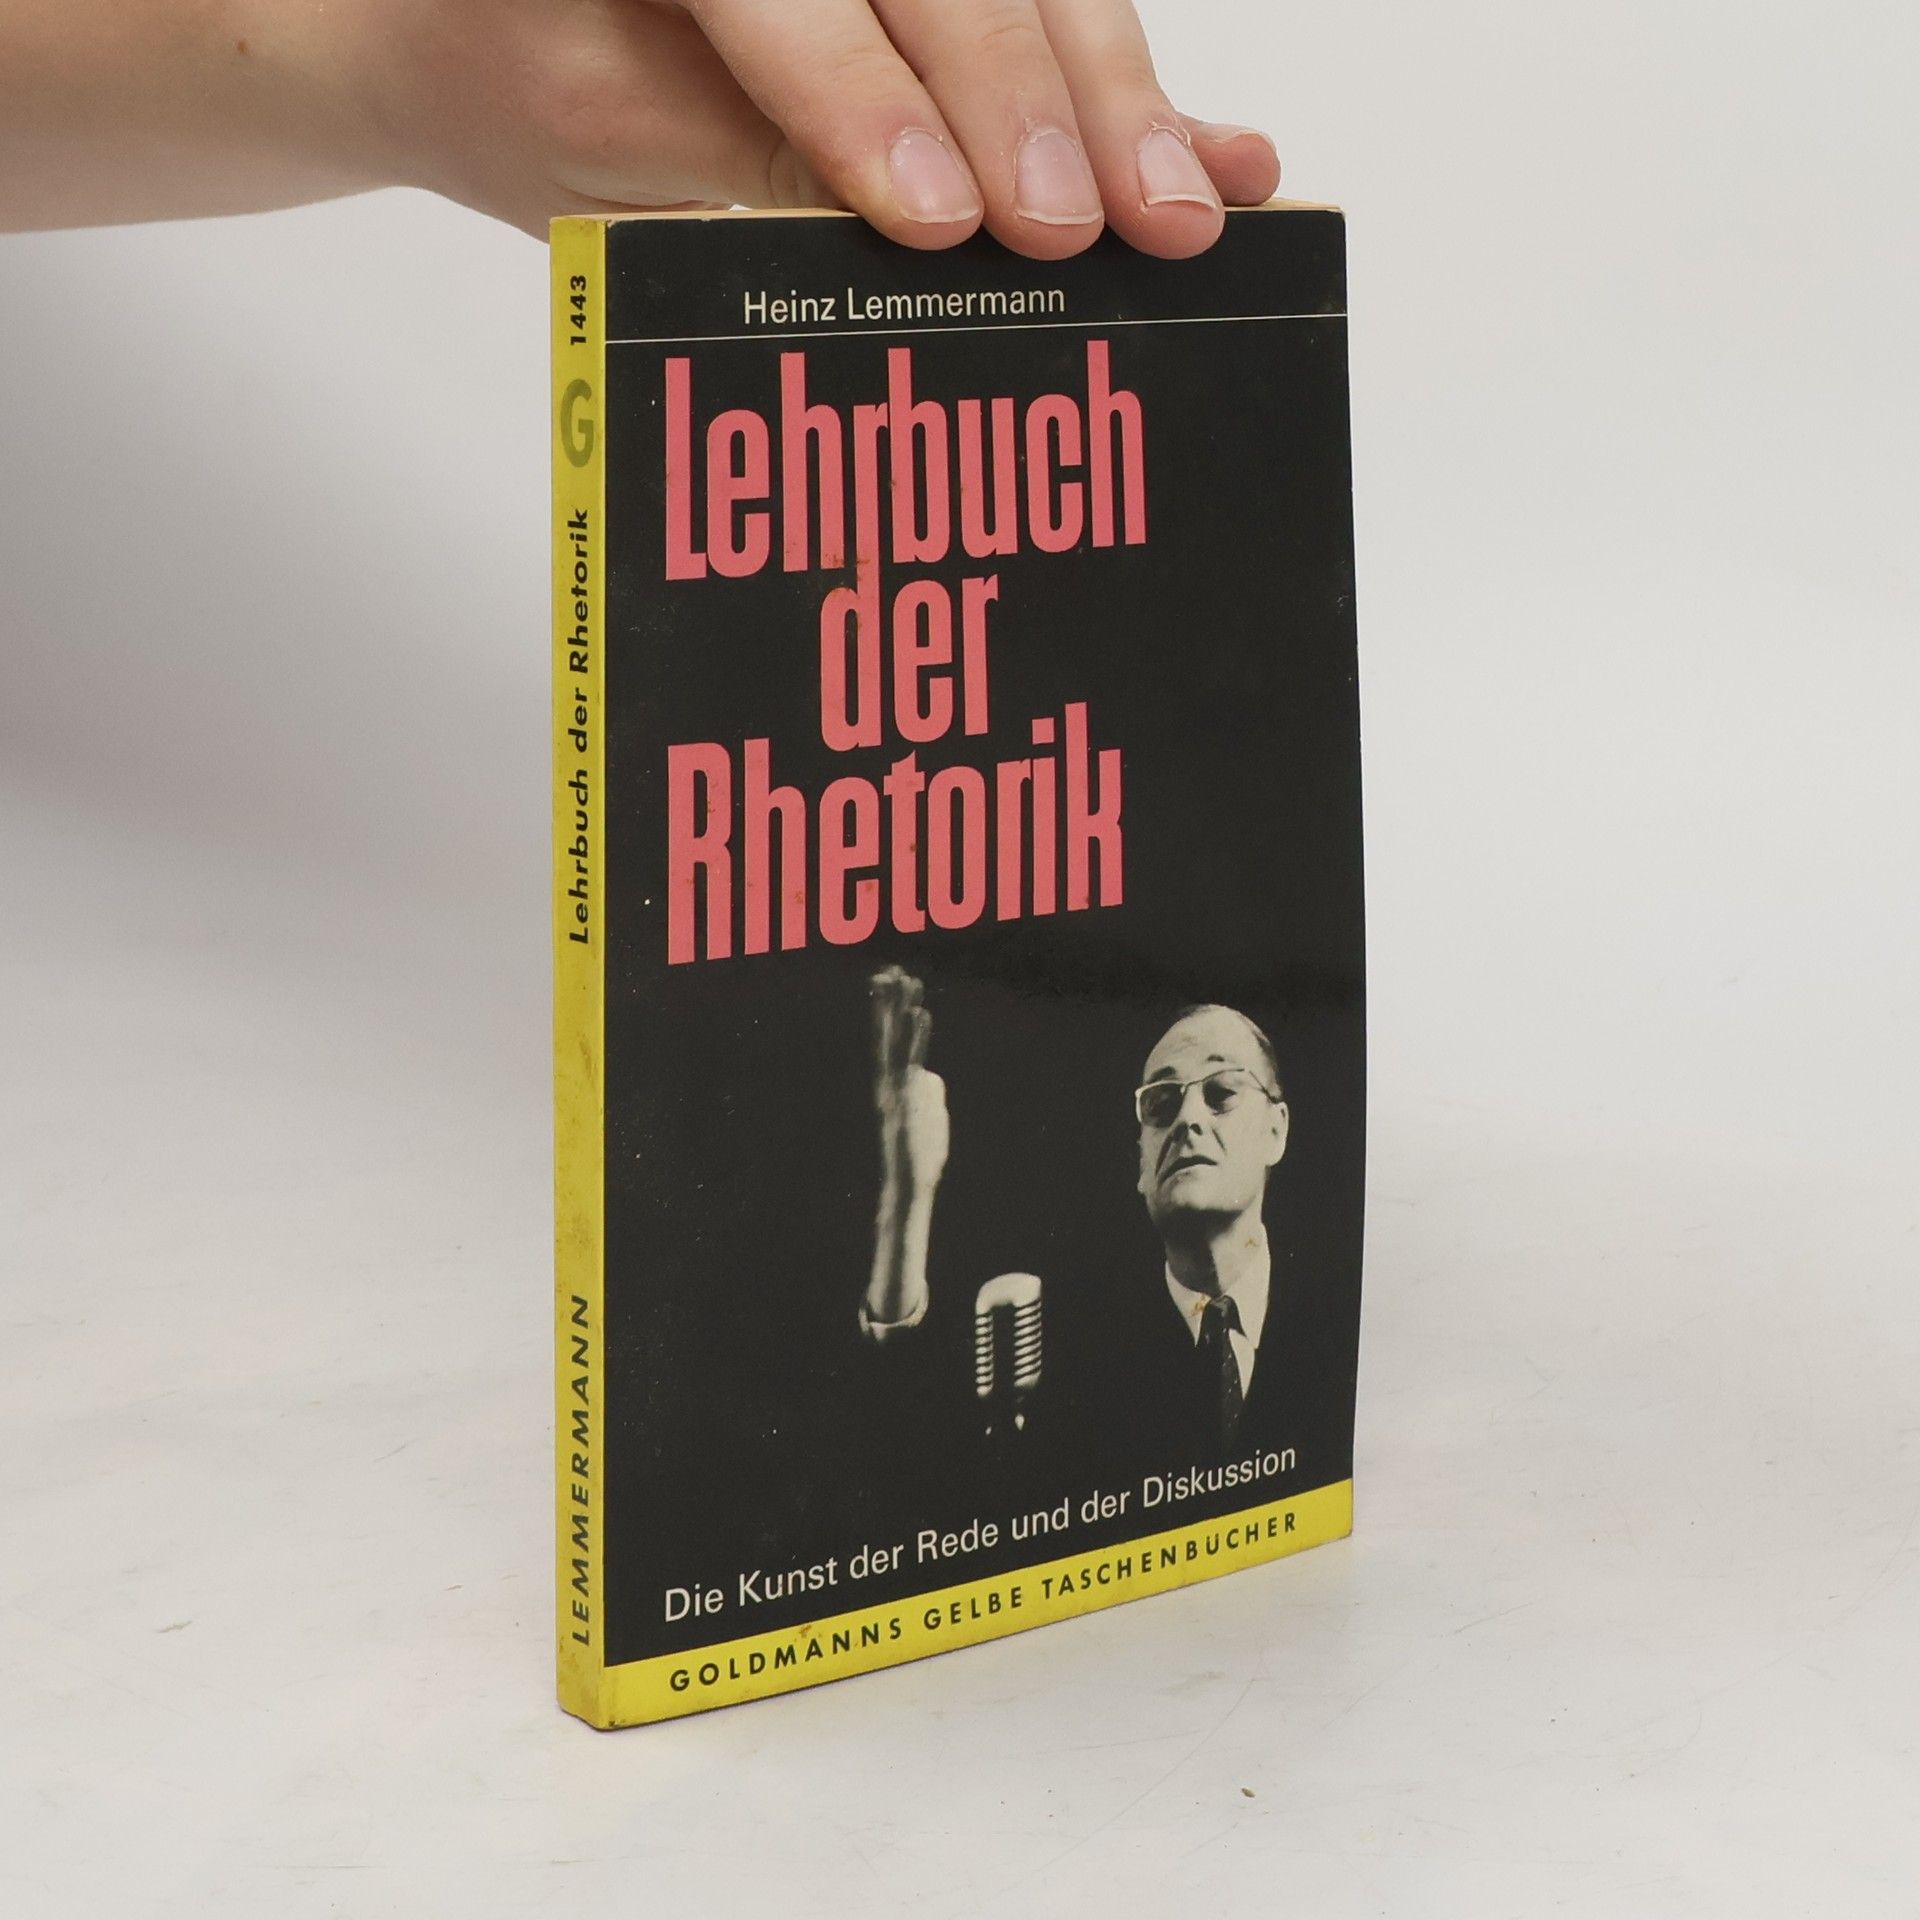 Heinz Lemmermann
Lehrbuch
der
Rhetorik
Die Kunst der Rede und der Diskussion
GOLDMANNS GELBE TASCHENBÜCHER
LEMMERMANN Lehrbuch der Rhetorik G 1443